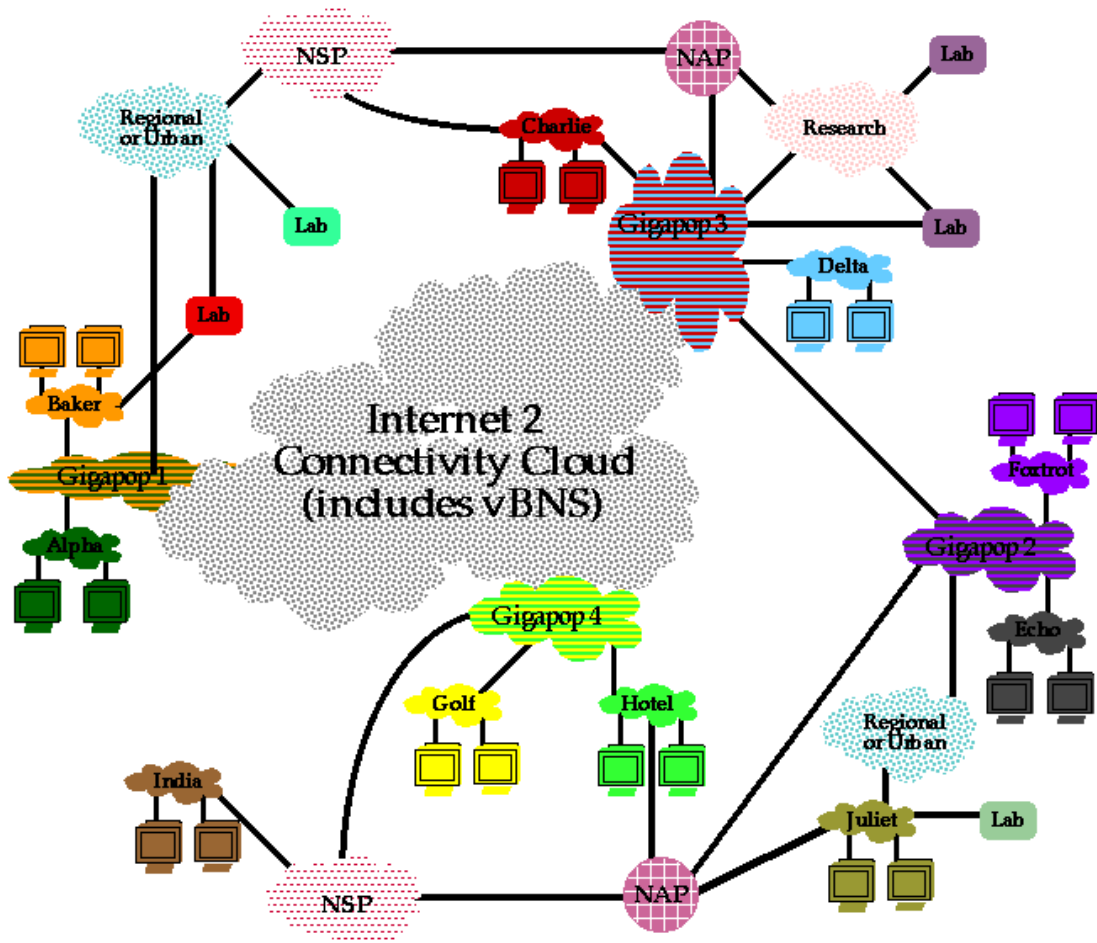 NSP
NAP
Lab
Regional
or Urban
Charlie
Research
Lab
Gigapop 3
Lab
Delta
Lab
Baker
Internet 2
Connectivity Cloud
(includes vBNS)
Gigapop 1
Foxtrot
Alpha
Gigapop 2
Gigapop 4
Echo
Golf
Hotel
Regional
or Urban
India
Juliet
Lab
NSP
NAP